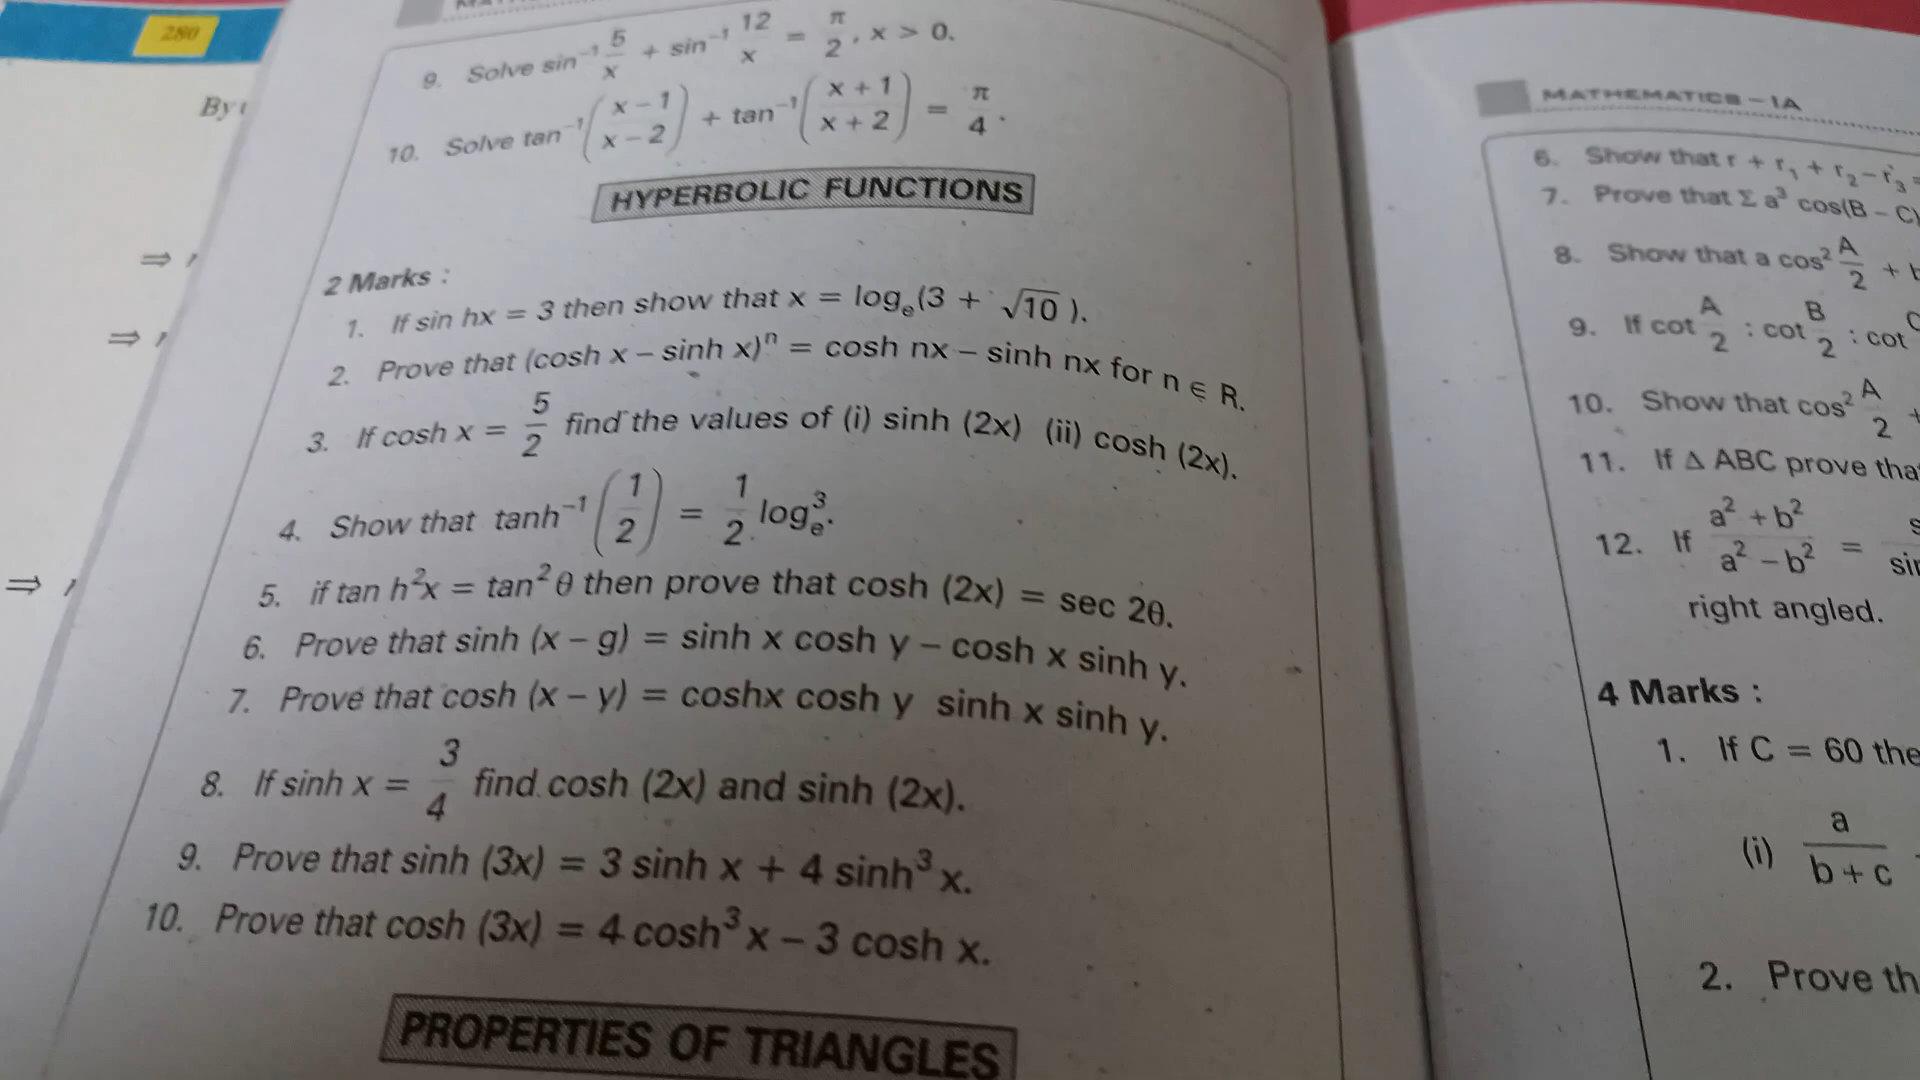 280
By
9. Solve sin⁻¹ 5/x + sin⁻¹ 12/x = π/2, x > 0.
10. Solve tan⁻¹((x – 1)/(x – 2)) + tan⁻¹((x + 1)/(x + 2)) = π/4.
HYPERBOLIC FUNCTIONS
2 Marks :
1. If sin hx = 3 then show that x = logₑ(3 + √10 ).
2. Prove that (cosh x – sinh x)ⁿ = cosh nx – sinh nx for n ∈ R.
3. If cosh x = 5/2 find the values of (i) sinh (2x) (ii) cosh (2x).
4. Show that tanh⁻¹(1/2) = 1/2 logₑ³.
5. if tan h²x = tan²θ then prove that cosh (2x) = sec 2θ.
6. Prove that sinh (x – g) = sinh x cosh y – cosh x sinh y.
7. Prove that cosh (x – y) = coshx cosh y sinh x sinh y.
8. If sinh x = 3/4 find cosh (2x) and sinh (2x).
9. Prove that sinh (3x) = 3 sinh x + 4 sinh³x.
10. Prove that cosh (3x) = 4 cosh³x – 3 cosh x.
PROPERTIES OF TRIANGLES
MATHEMATICS – IA
6. Show that r + r₁ + r₂ – r₃ =
7. Prove that Σ a³ cos(B – C)
8. Show that a cos² A/2 +
9. If cot A/2 : cot B/2 : cot
10. Show that cos² A/2 +
11. If Δ ABC prove
12. If (a² + b²)/(a² – b²) =
right angled.
4 Marks :
1. If C = 60 the
(i) a/(b + c)
2. Prove